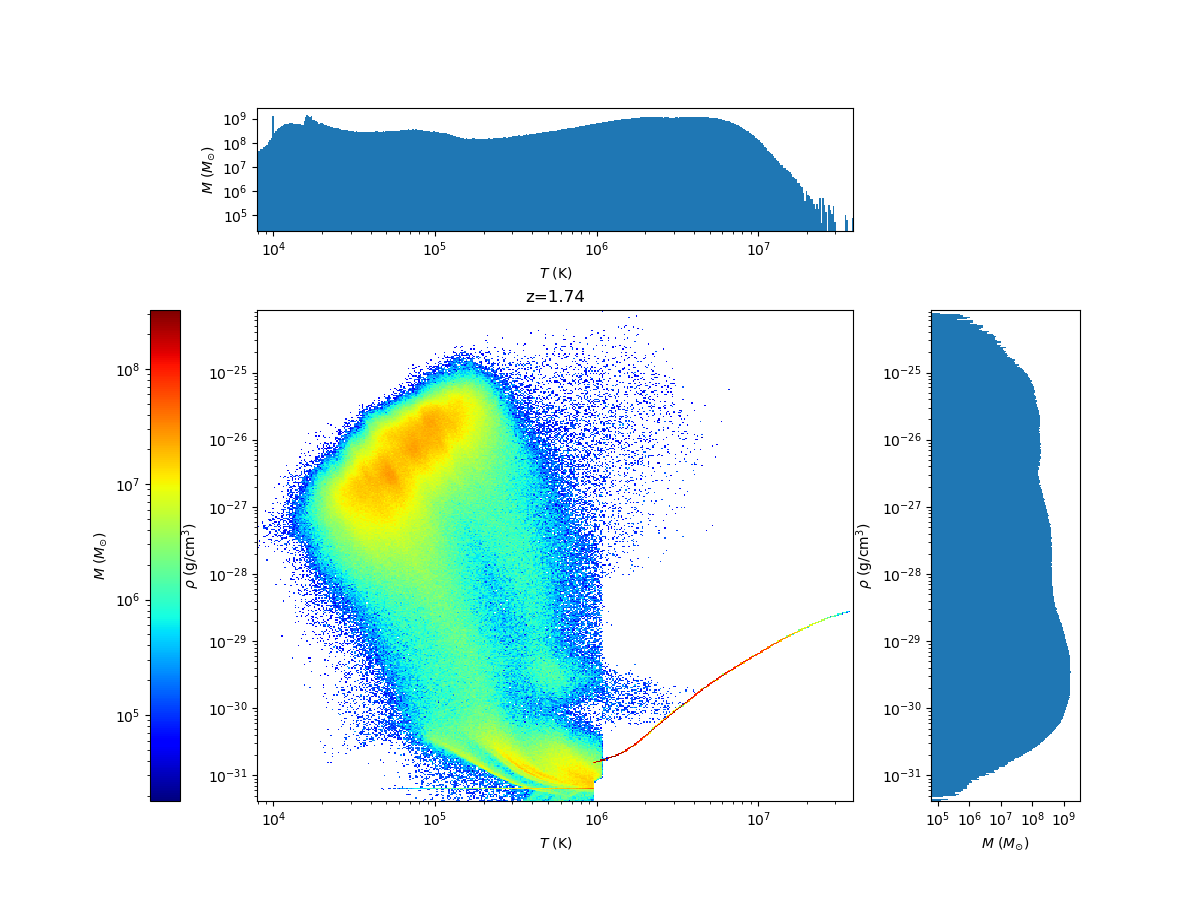 10⁹
10⁸
10⁷
10⁶
10⁵
M (M⊙)
10⁴ 10⁵ 10⁶ 10⁷
T (K)
z=1.74
10⁸
10⁷
10⁶
10⁵
M (M⊙)
10⁻²⁵
10⁻²⁶
10⁻²⁷
10⁻²⁸
10⁻²⁹
10⁻³⁰
10⁻³¹
ρ (g/cm³)
10⁴ 10⁵ 10⁶ 10⁷
T (K)
10⁻²⁵
10⁻²⁶
10⁻²⁷
10⁻²⁸
10⁻²⁹
10⁻³⁰
10⁻³¹
ρ (g/cm³)
10⁵ 10⁶ 10⁷ 10⁸ 10⁹
M (M⊙)